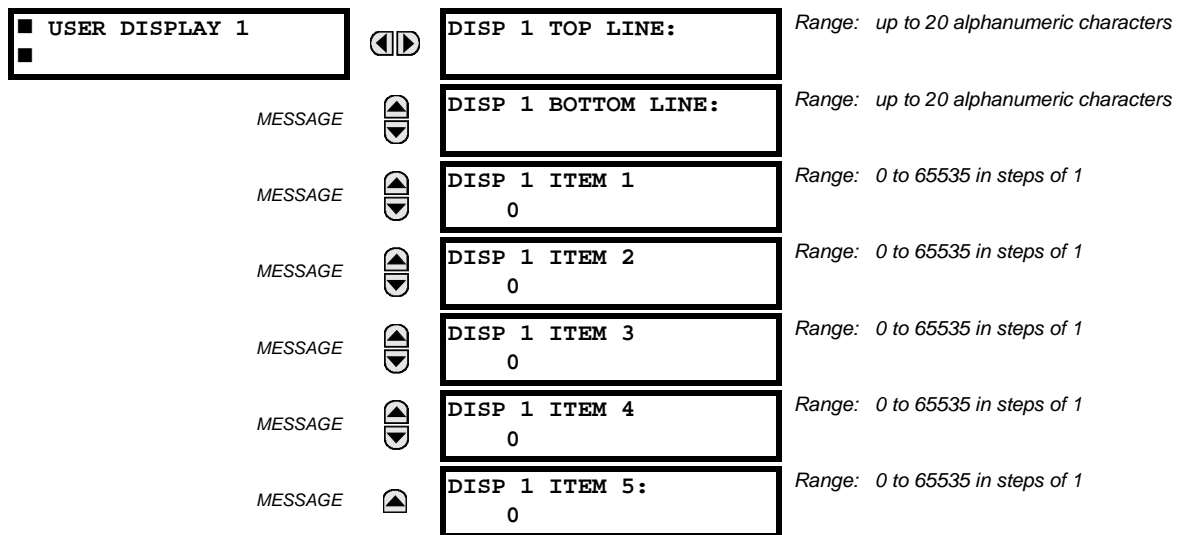 ■ USER DISPLAY 1
■
DISP 1 TOP LINE:
Range: up to 20 alphanumeric characters
MESSAGE
DISP 1 BOTTOM LINE:
Range: up to 20 alphanumeric characters
MESSAGE
DISP 1 ITEM 1
0
Range: 0 to 65535 in steps of 1
MESSAGE
DISP 1 ITEM 2
0
Range: 0 to 65535 in steps of 1
MESSAGE
DISP 1 ITEM 3
0
Range: 0 to 65535 in steps of 1
MESSAGE
DISP 1 ITEM 4
0
Range: 0 to 65535 in steps of 1
MESSAGE
DISP 1 ITEM 5:
0
Range: 0 to 65535 in steps of 1